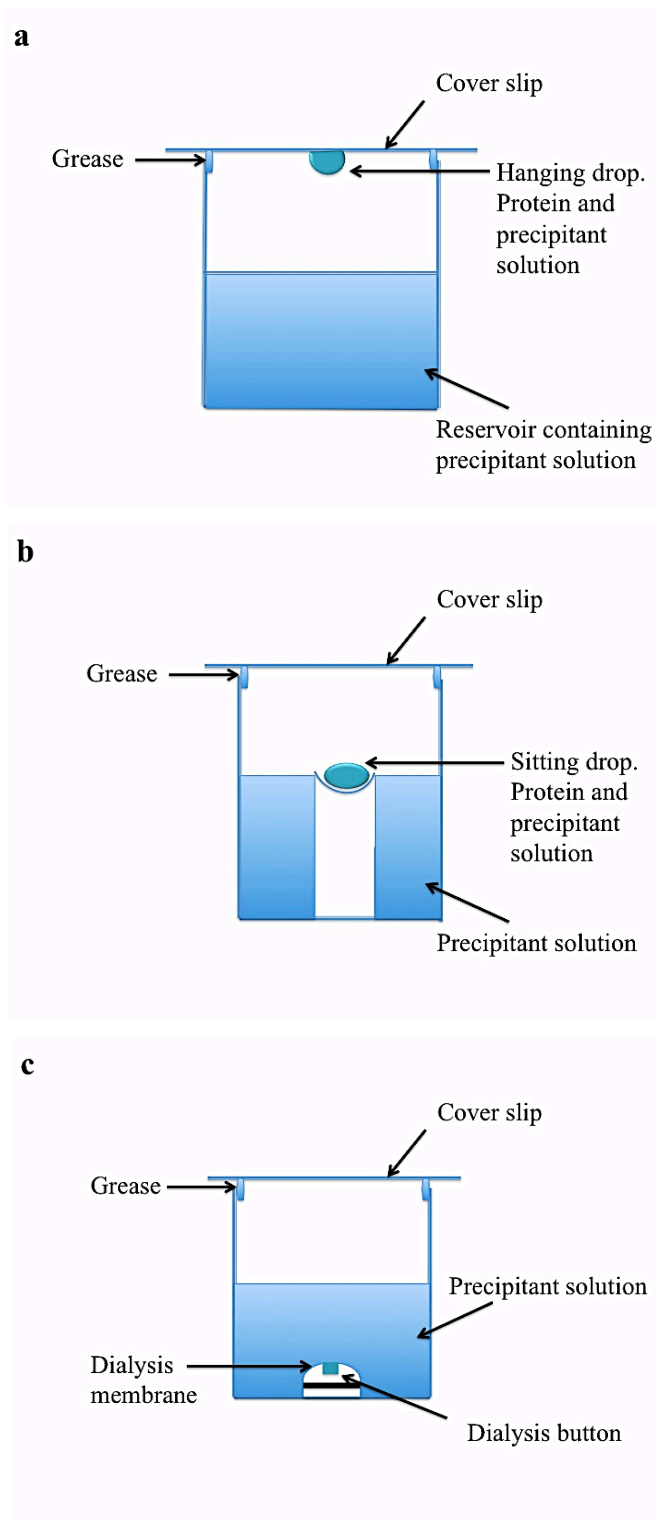 a
Cover slip
Grease
Hanging drop.
Protein and
precipitant
solution
Reservoir containing
precipitant solution
b
Cover slip
Grease
Sitting drop.
Protein and
precipitant
solution
Precipitant solution
c
Cover slip
Grease
Precipitant solution
Dialysis
membrane
Dialysis button